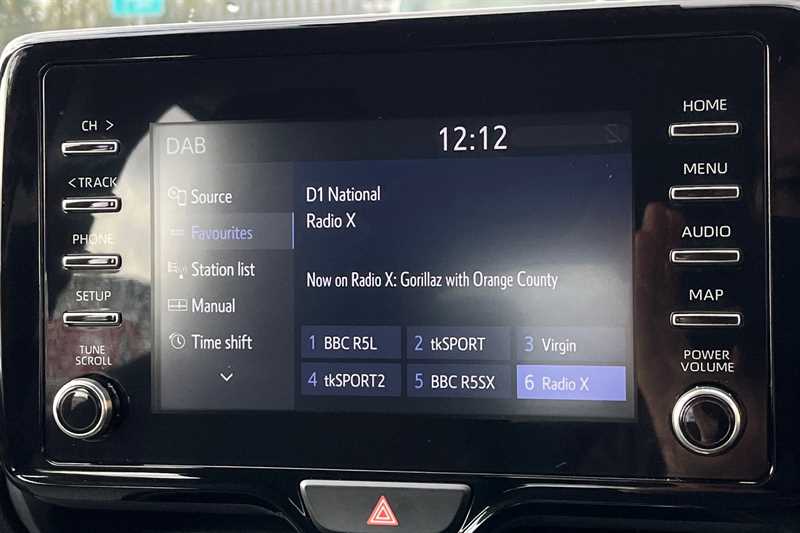 CH >
< TRACK
PHONE
SETUP
TUNE
SCROLL
DAB
12:12
Source
Favourites
Station list
Manual
Time shift
D1 National
Radio X
Now on Radio X: Gorillaz with Orange County
1 BBC R5L
2 tkSPORT
3 Virgin
4 tkSPORT2
5 BBC R5SX
6 Radio X
HOME
MENU
AUDIO
MAP
POWER
VOLUME